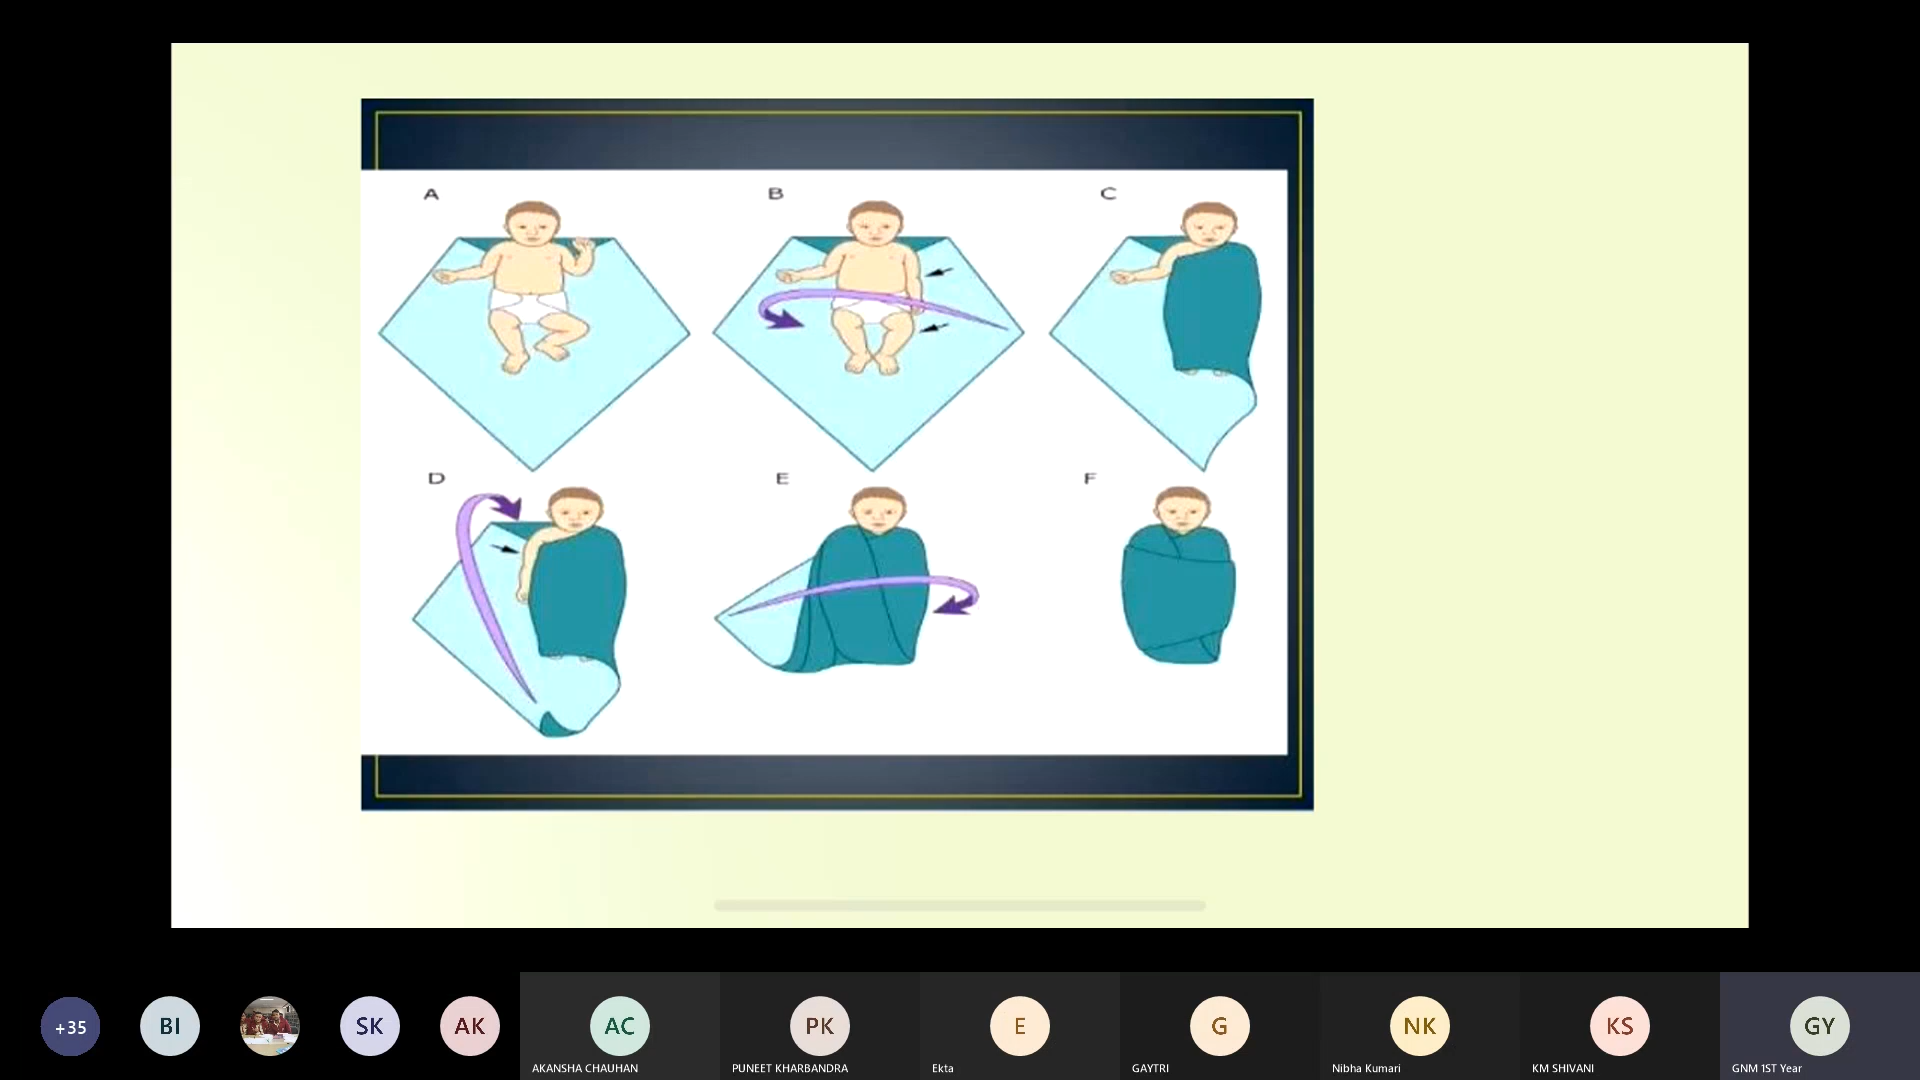 A
B
C
D
E
F
+35
BI
SK
AK
AC
AKANSHA CHAUHAN
PK
PUNEET KHARBANDRA
E
Ekta
G
GAYTRI
NK
Nibha Kumari
KS
KM SHIVANI
GY
GNM 1ST Year